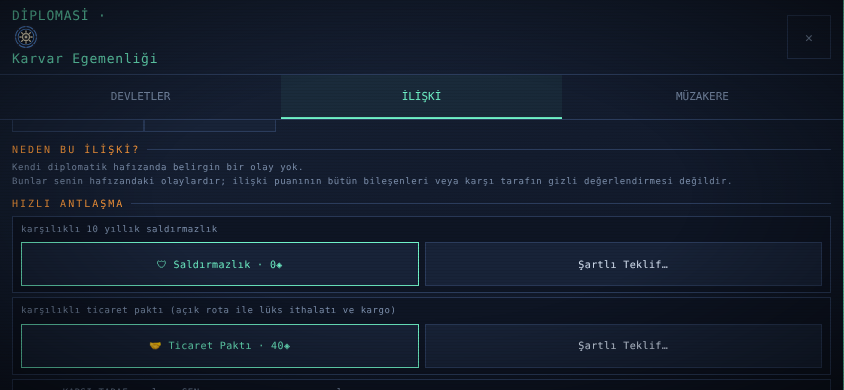 DİPLOMASİ ·
Karvar Egemenliği
×
DEVLETLER
İLİŞKİ
MÜZAKERE
NEDEN BU İLİŞKİ?
Kendi diplomatik hafızanda belirgin bir olay yok.
Bunlar senin hafızandaki olaylardır; ilişki puanının bütün bileşenleri veya karşı tarafın gizli değerlendirmesi değildir.
HIZLI ANTLAŞMA
karşılıklı 10 yıllık saldırmazlık
🛡 Saldırmazlık · 0◈
Şartlı Teklif…
karşılıklı ticaret paktı (açık rota ile lüks ithalatı ve kargo)
🤝 Ticaret Paktı · 40◈
Şartlı Teklif…